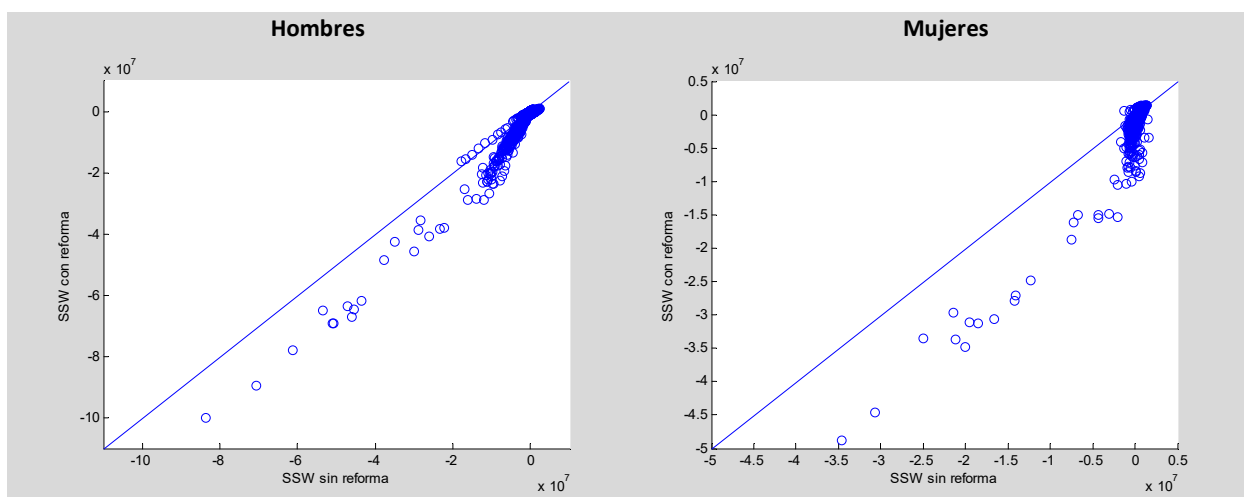 Hombres
x 10^7
0
-2
-4
-6
-8
-10
SSW con reforma
-10 -8 -6 -4 -2 0
SSW sin reforma
x 10^7
Mujeres
x 10^7
0.5
0
-0.5
-1
-1.5
-2
-2.5
-3
-3.5
-4
-4.5
-5
SSW con reforma
-5 -4.5 -4 -3.5 -3 -2.5 -2 -1.5 -1 -0.5 0 0.5
SSW sin reforma
x 10^7